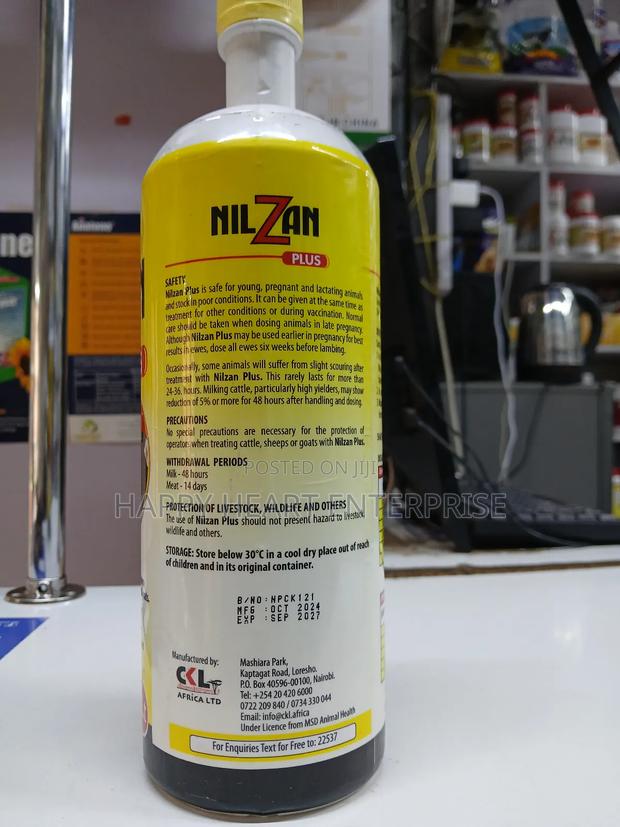 NILZAN
PLUS
SAFETY
Nilzan Plus is safe for young, pregnant and lactating animals
and stock in poor conditions. It can be given at the same time as
treatment for other conditions or during vaccination. Normal
care should be taken when dosing animals in late pregnancy.
Although Nilzan Plus may be used earlier in pregnancy for best
results in ewes, dose all ewes six weeks before lambing.
Occasionally, some animals will suffer from slight scouring after
treatment with Nilzan Plus. This rarely lasts for more than
24-36. hours. Milking cattle, particularly high yielders, may show
reduction of 5% or more for 48 hours after handling and dosing.
PRECAUTIONS
No special precautions are necessary for the protection of
operator. when treating cattle, sheeps or goats with Nilzan Plus.
WITHDRAWAL PERIODS
Milk - 48 hours
Meat - 14 days
POSTED ON JIJI
HAPPY HEART ENTERPRISE
PROTECTION OF LIVESTOCK, WILDLIFE AND OTHERS
The use of Nilzan Plus should not present hazard to livestock,
wildlife and others.
STORAGE: Store below 30°C in a cool dry place out of reach
of children and in its original container.
B/NO:NPCK121
MFG :OCT 2024
EXP :SEP 2027
Manufactured by:
CKL
AFRICA LTD
Mashiara Park,
Kaptagat Road, Loresho.
P.O. Box 40596-00100, Nairobi.
Tel: +254 20 420 6000
0722 209 840 / 0734 330 044
Email: info@ckl.africa
Under Licence from MSD Animal Health
For Enquiries Text for Free to: 22537